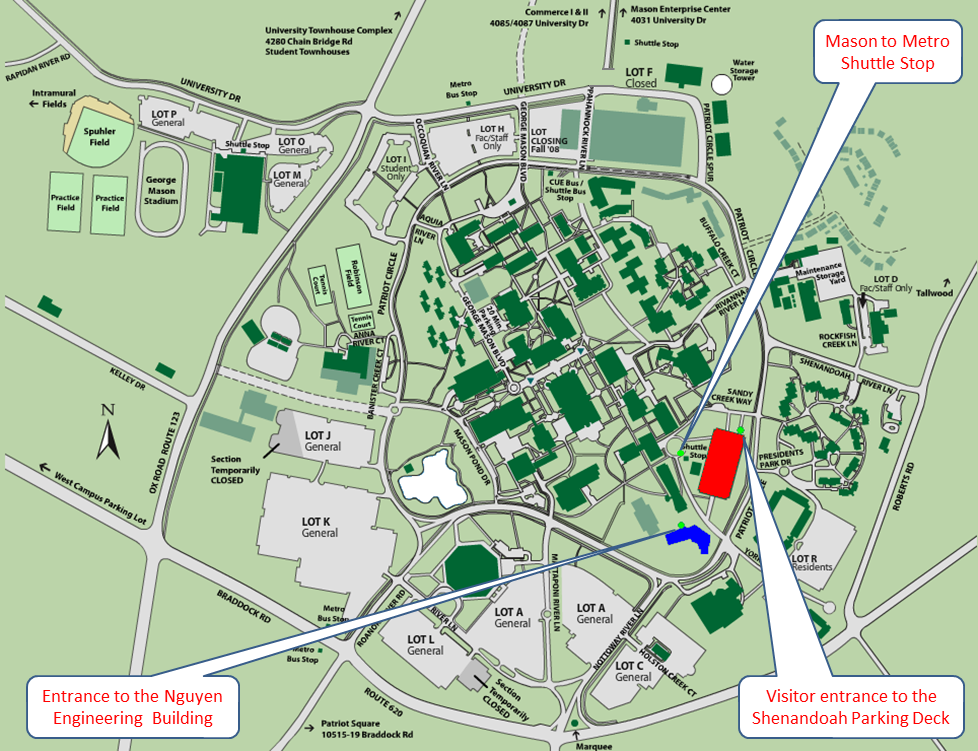 University Townhouse Complex
4280 Chain Bridge Rd
Student Townhouses
Commerce I & II
4085/4087 University Dr
Mason Enterprise Center
4031 University Dr
Shuttle Stop
Mason to Metro
Shuttle Stop
RAPIDAN RIVER RD
Intramural
Fields
UNIVERSITY DR
Metro
Bus Stop
UNIVERSITY DR
LOT F
Closed
Water
Storage
Tower
LOT P
General
Spuhler
Field
Shuttle Stop
LOT O
General
LOT M
General
OCCOQUAN RIVER LN
LOT H
Fac/Staff
Only
GEORGE MASON BLVD
LOT
CLOSING
Fall '08
RAPPAHANNOCK RIVER LN
PATRIOT CIRCLE SPUR
LOT I
Student
Only
George
Mason
Stadium
Practice
Field
Practice
Field
CUE Bus /
Shuttle Bus
Stop
AQUIA
RIVER
LN
BUFFALO CREEK CT
PATRIOT CIRCLE
Robinson
Field
Tennis
Court
Tennis
Court
PATRIOT CIRCLE
ANNA
RIVER CT
BANISTER CREEK CT
20 Min.
Parking
GEORGE MASON BLVD
RIVANNA
RIVER LN
Maintenance
Storage
Yard
LOT D
Fac/Staff Only
Tallwood
ROCKFISH
CREEK LN
SHENANDOAH RIVER LN
KELLEY DR
N
OX ROAD ROUTE 123
SANDY
CREEK WAY
LOT J
General
Section
Temporarily
CLOSED
MASON POND DR
Shuttle
Stop
PRESIDENTS
PARK DR
ROBERTS RD
West Campus Parking Lot
LOT K
General
PATRIOT
YORK
LOT R
Residents
BRADDOCK RD
Metro
Bus Stop
Metro
Bus Stop
ROANOKE RIVER RD
RIVER LN
MATTAPONI RIVER LN
LOT A
General
LOT A
General
NOTTOWAY RIVER LN
LOT L
General
HOLSTON CREEK CT
LOT C
General
Section
Temporarily
CLOSED
Entrance to the Nguyen
Engineering Building
Visitor entrance to the
Shenandoah Parking Deck
ROUTE 620
Patriot Square
10515-19 Braddock Rd
Marquee